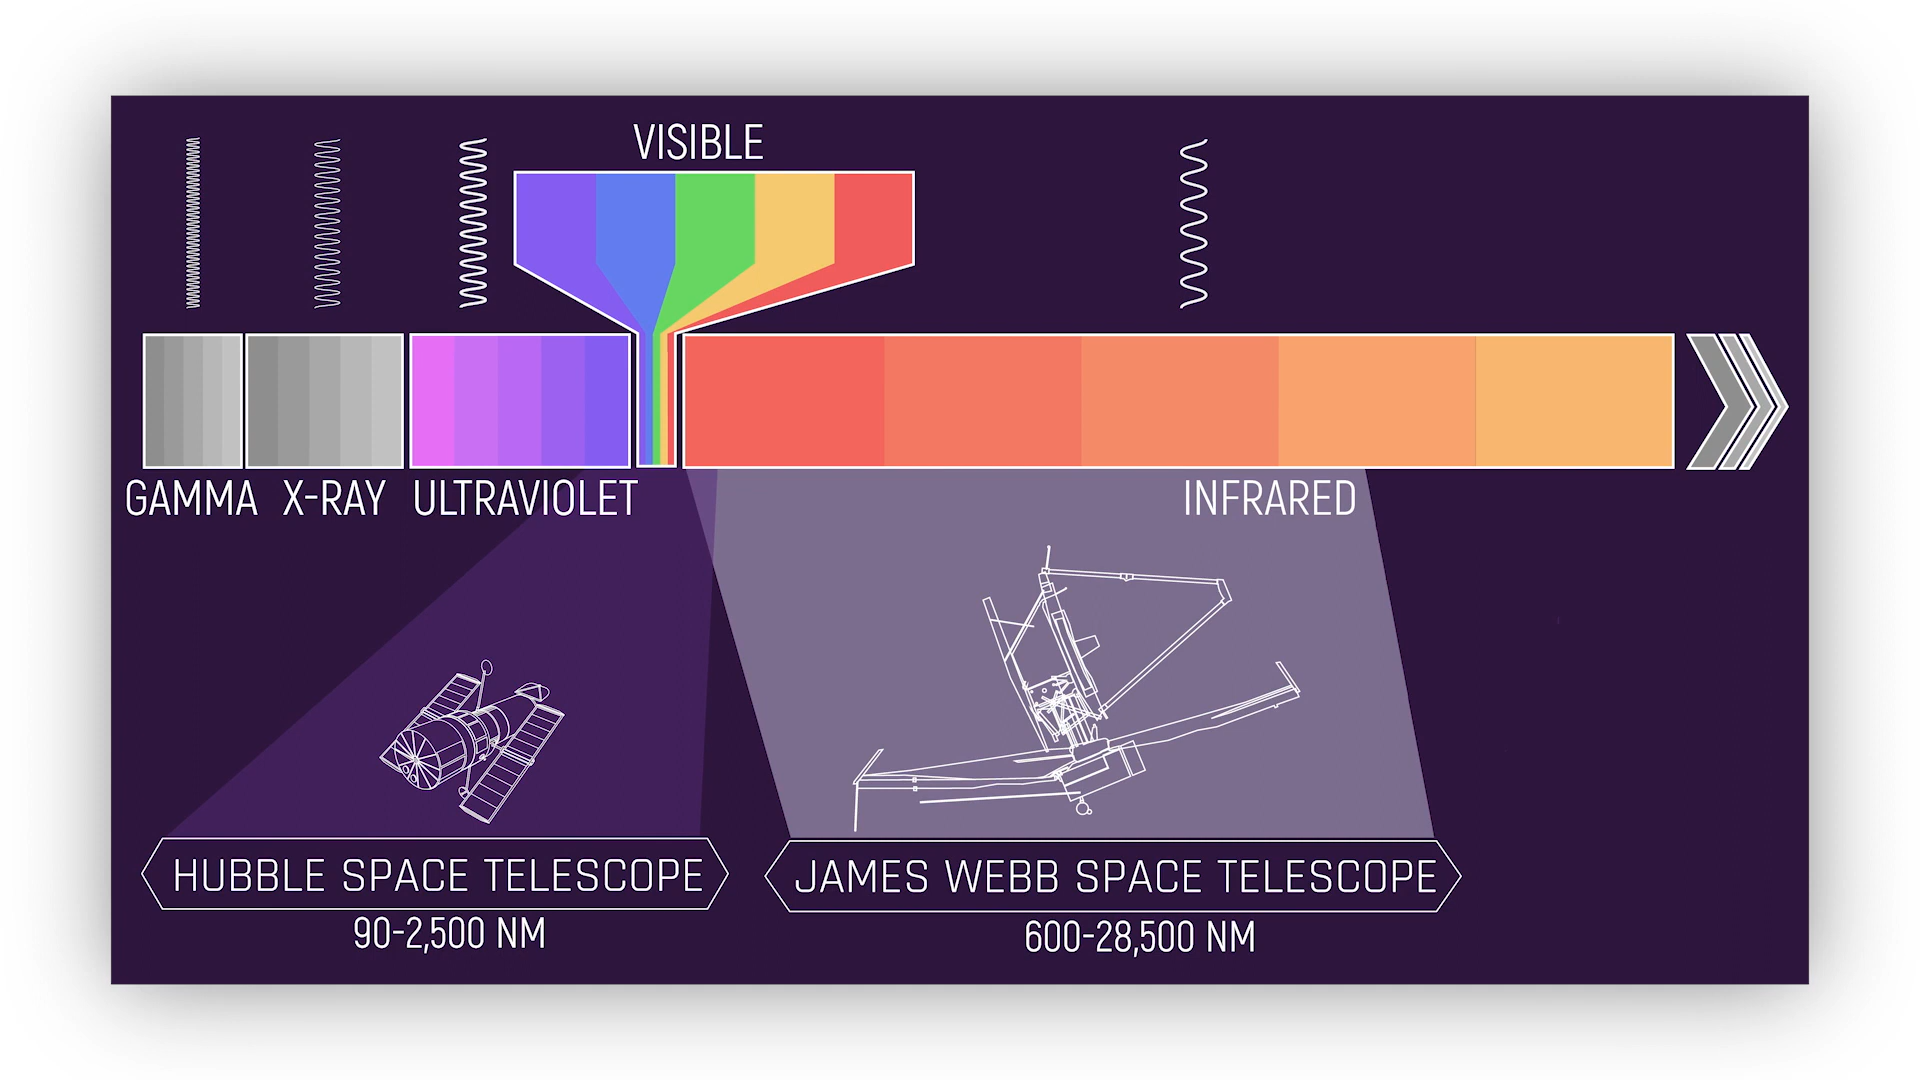 VISIBLE
GAMMA X-RAY ULTRAVIOLET INFRARED
HUBBLE SPACE TELESCOPE
90-2,500 NM
JAMES WEBB SPACE TELESCOPE
600-28,500 NM